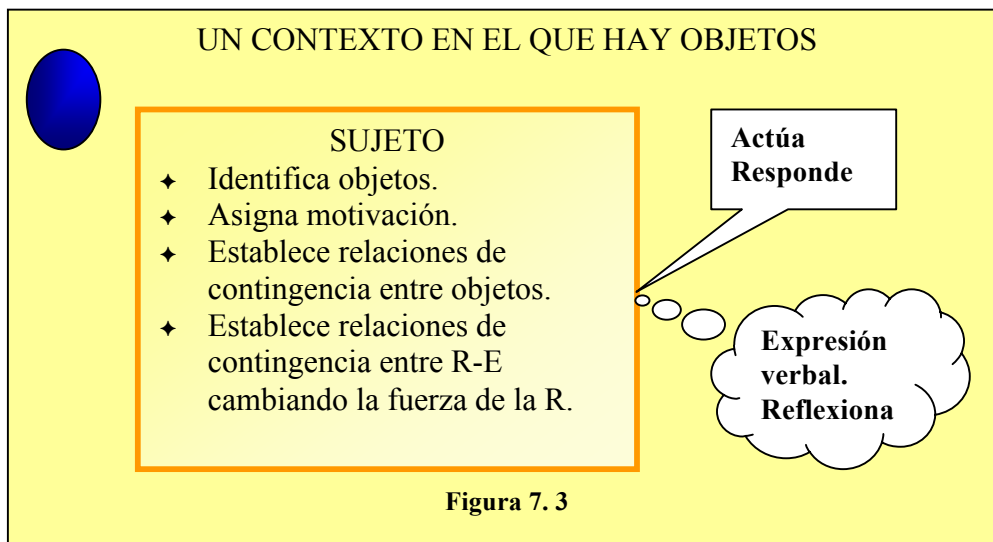 UN CONTEXTO EN EL QUE HAY OBJETOS
SUJETO
✦ Identifica objetos.
✦ Asigna motivación.
✦ Establece relaciones de
contingencia entre objetos.
✦ Establece relaciones de
contingencia entre R-E
cambiando la fuerza de la R.
Actúa
Responde
Expresión
verbal.
Reflexiona
Figura 7. 3